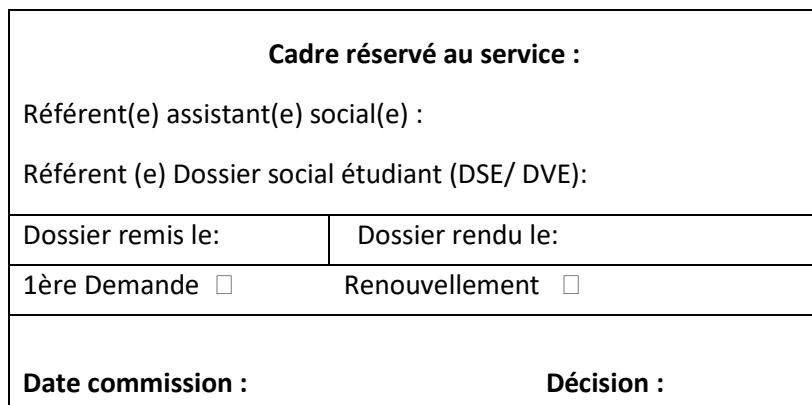 Cadre réservé au service :
Référent(e) assistant(e) social(e) :
Référent (e) Dossier social étudiant (DSE/ DVE):
Dossier remis le: Dossier rendu le:
1ère Demande □ Renouvellement □
Date commission : Décision :